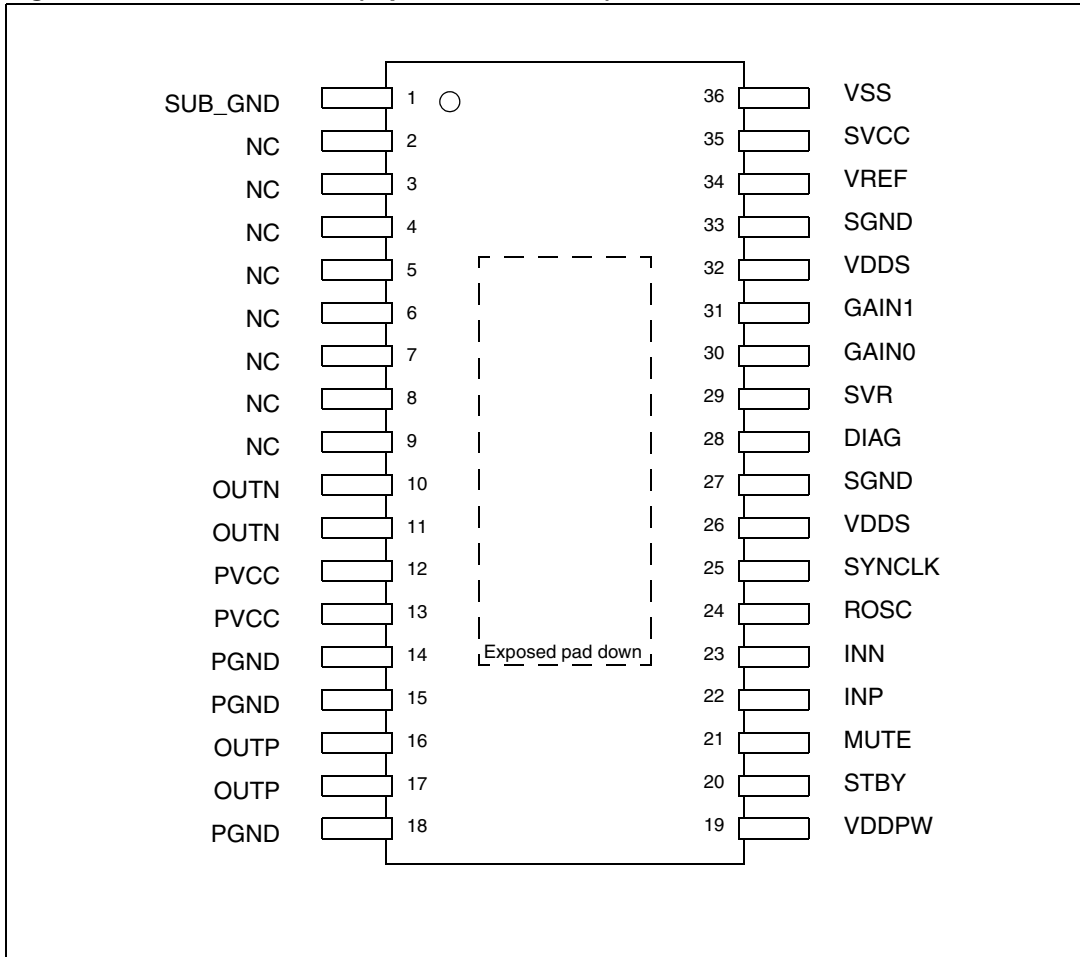 SUB_GND 1 36 VSS
NC 2 35 SVCC
NC 3 34 VREF
NC 4 33 SGND
NC 5 32 VDDS
NC 6 31 GAIN1
NC 7 30 GAIN0
NC 8 29 SVR
NC 9 28 DIAG
OUTN 10 27 SGND
OUTN 11 26 VDDS
PVCC 12 25 SYNCLK
PVCC 13 24 ROSC
PGND 14 Exposed pad down 23 INN
PGND 15 22 INP
OUTP 16 21 MUTE
OUTP 17 20 STBY
PGND 18 19 VDDPW